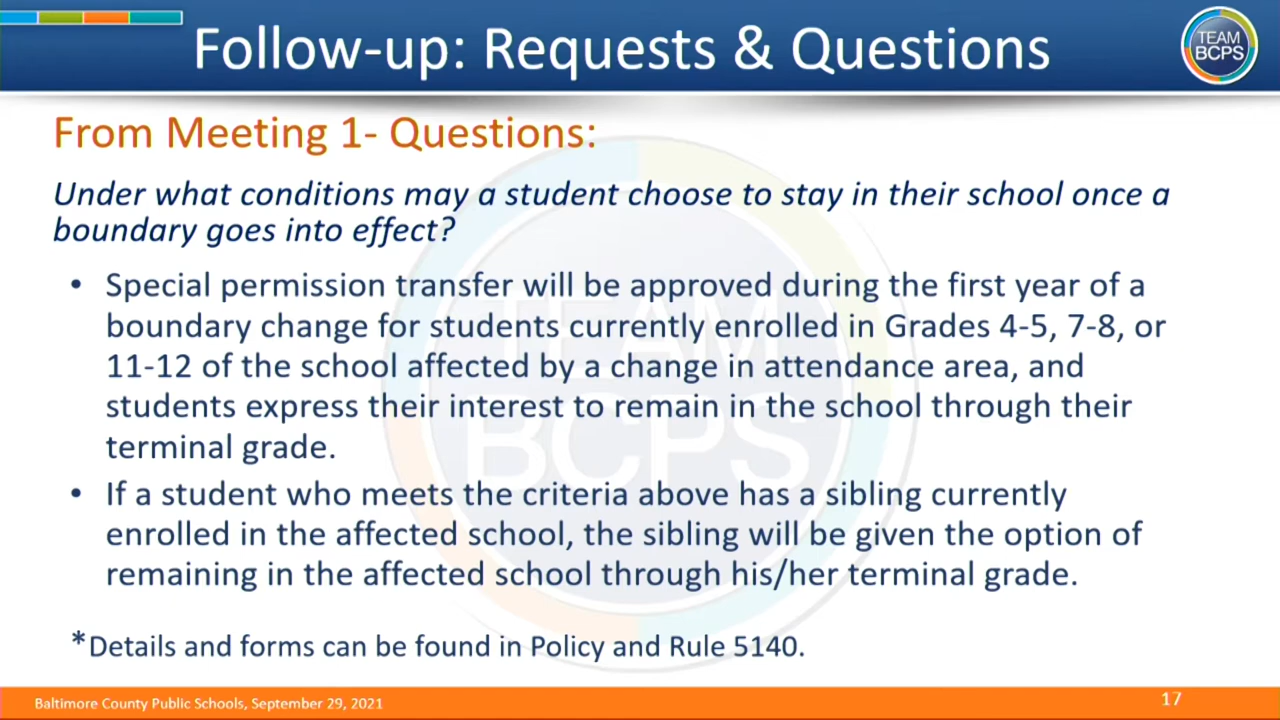 Follow-up: Requests & Questions
TEAM
BCPS
From Meeting 1- Questions:
Under what conditions may a student choose to stay in their school once a
boundary goes into effect?
• Special permission transfer will be approved during the first year of a
boundary change for students currently enrolled in Grades 4-5, 7-8, or
11-12 of the school affected by a change in attendance area, and
students express their interest to remain in the school through their
terminal grade.
• If a student who meets the criteria above has a sibling currently
enrolled in the affected school, the sibling will be given the option of
remaining in the affected school through his/her terminal grade.
*Details and forms can be found in Policy and Rule 5140.
TEAM
BCPS
Baltimore County Public Schools, September 29, 2021
17